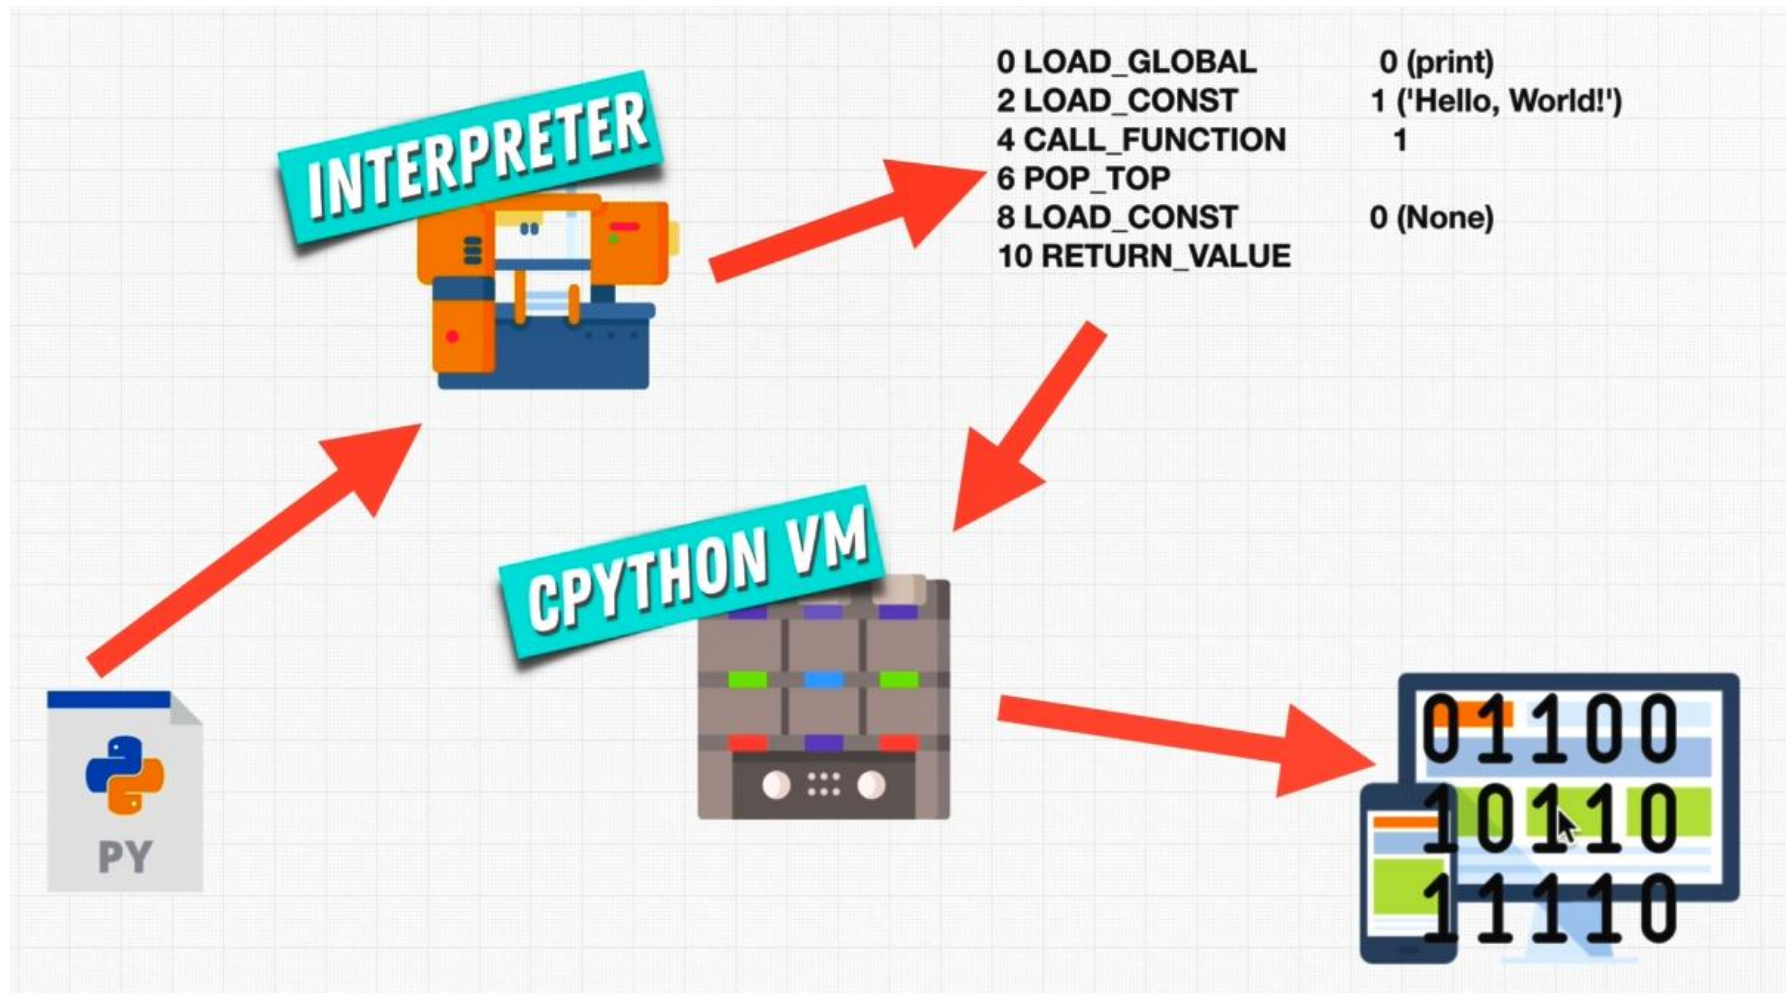 INTERPRETER
0 LOAD_GLOBAL 0 (print)
2 LOAD_CONST 1 ('Hello, World!')
4 CALL_FUNCTION 1
6 POP_TOP
8 LOAD_CONST 0 (None)
10 RETURN_VALUE
CPYTHON VM
PY
01100
10110
11110